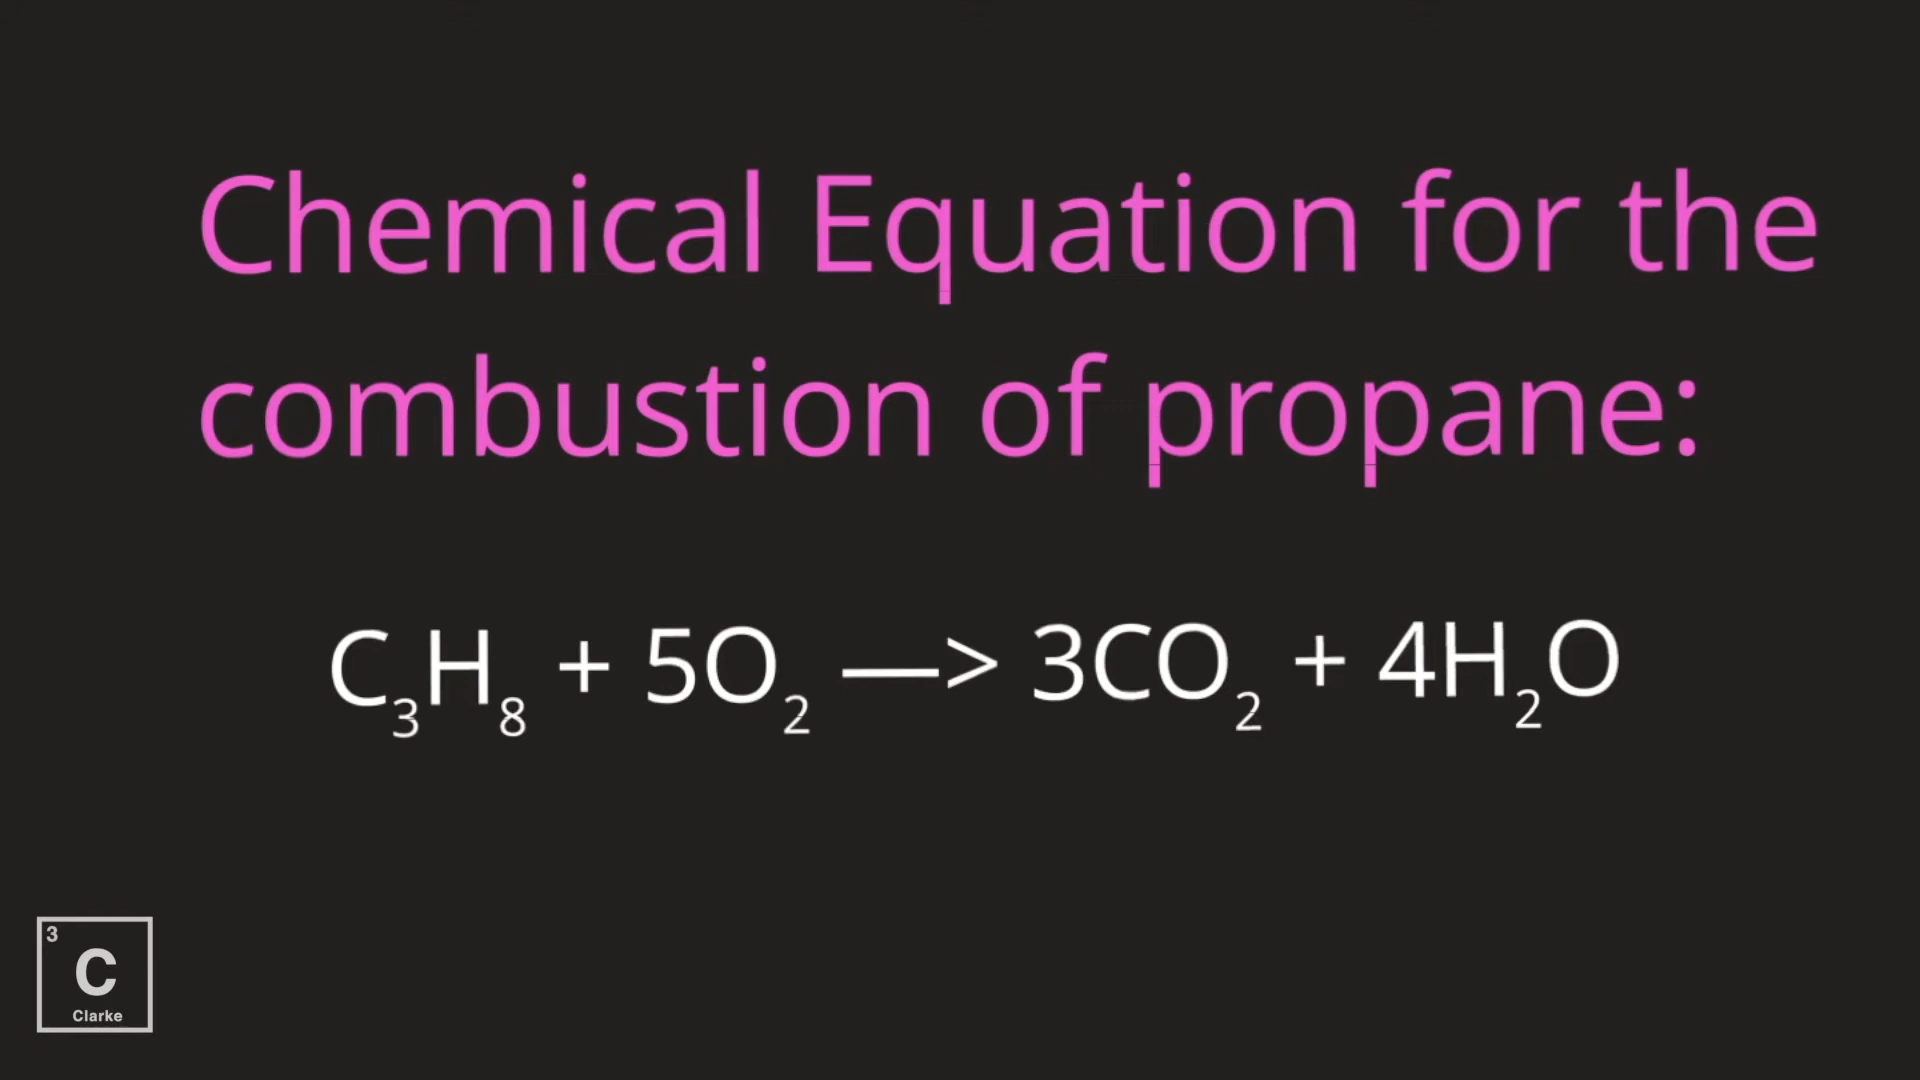 Chemical Equation for the
combustion of propane:
C₃H₈ + 5O₂ —> 3CO₂ + 4H₂O
3
C
Clarke